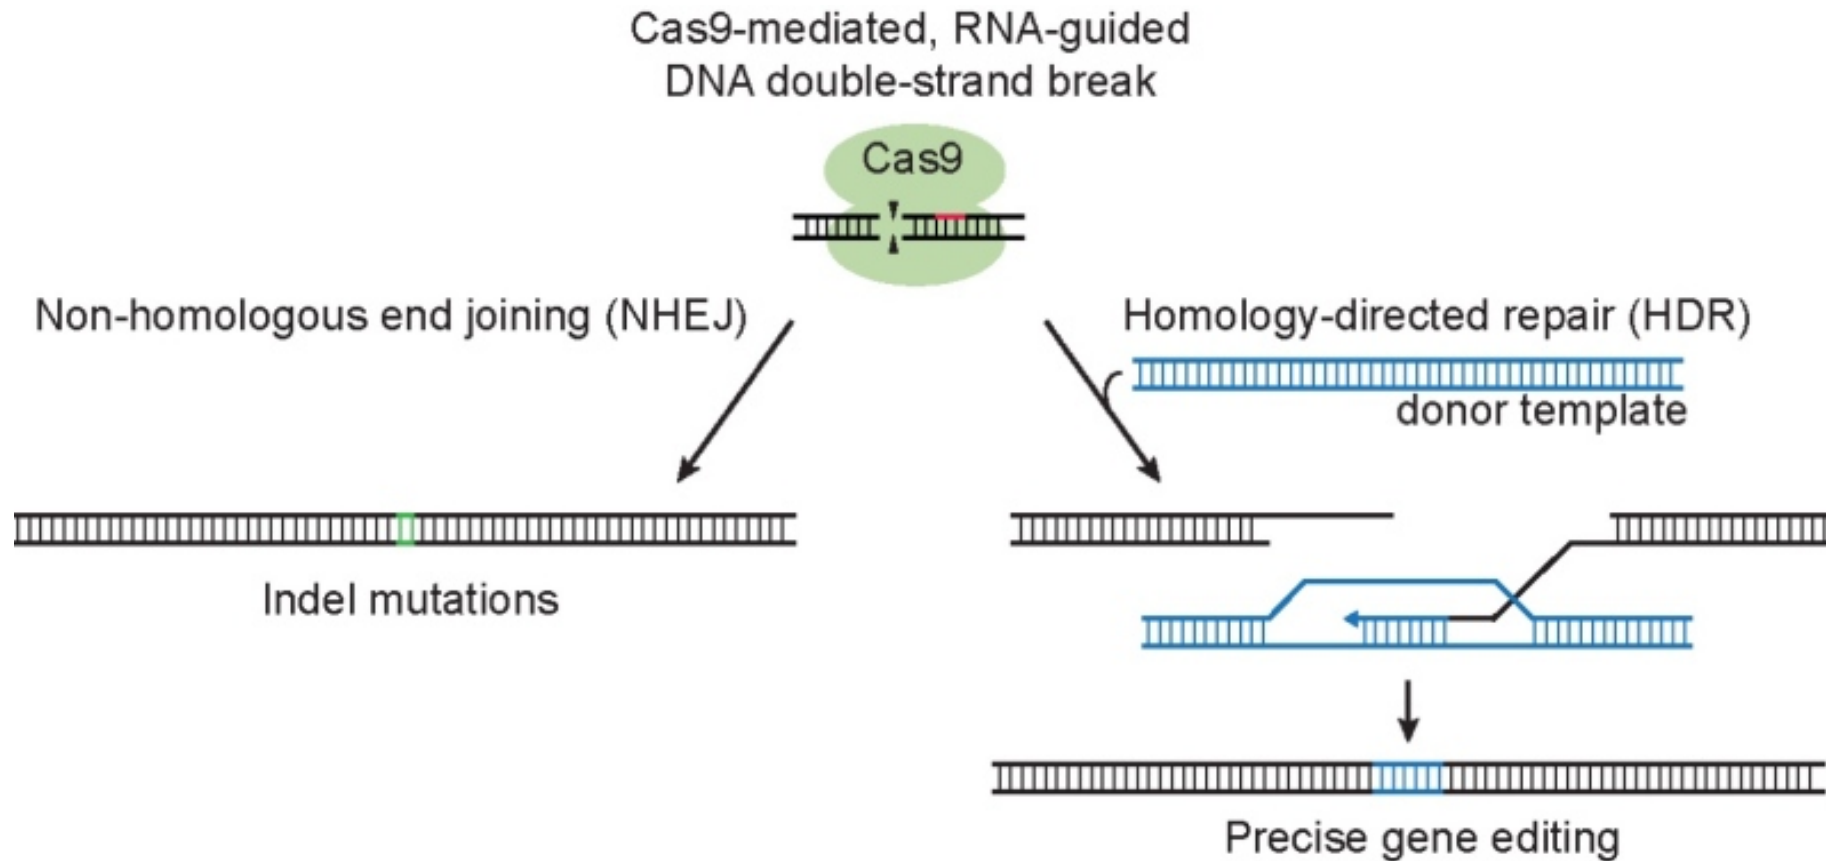 Cas9-mediated, RNA-guided
DNA double-strand break
Cas9
Non-homologous end joining (NHEJ)
Homology-directed repair (HDR)
donor template
Indel mutations
Precise gene editing